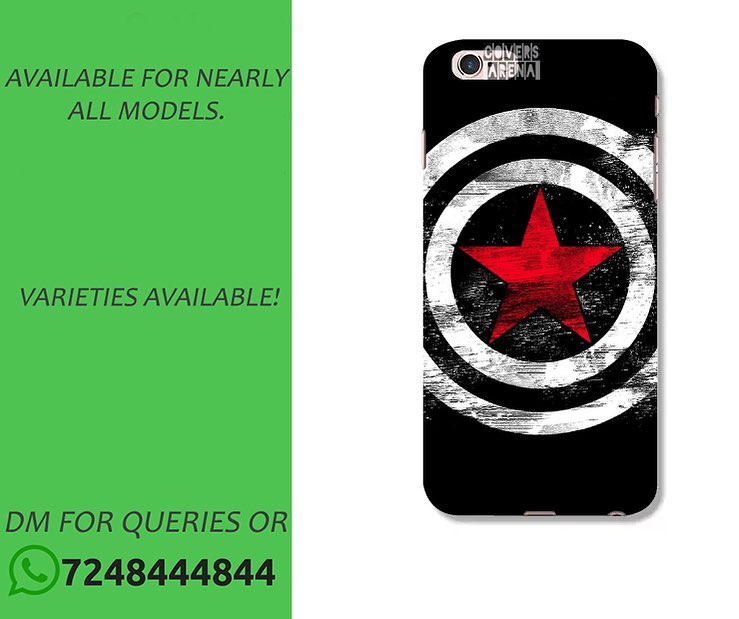 AVAILABLE FOR NEARLY
ALL MODELS.
VARIETIES AVAILABLE!
DM FOR QUERIES OR
7248444844
COVERS
ARENA